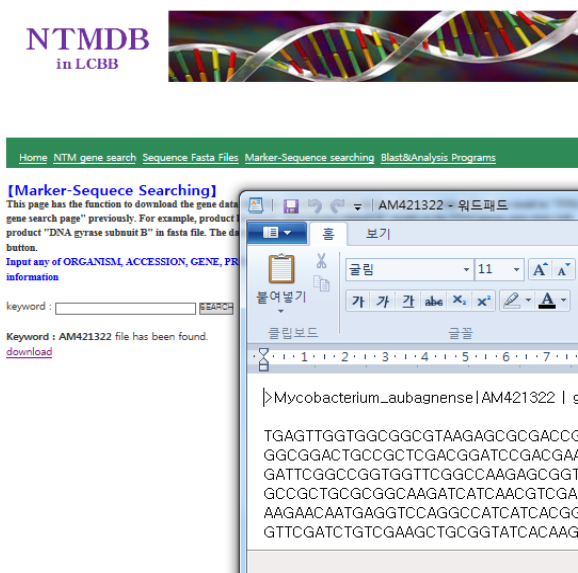 NTMDB
in LCBB
Home NTM gene search Sequence Fasta Files Marker-Sequence searching Blast&Analysis Programs
[Marker-Sequece Searching]
This page has the function to download the gene data
gene search page" previously. For example, product
product "DNA gyrase subnuit B" in fasta file. The da
button.
Input any of ORGANISM, ACCESSION, GENE, PR
information
keyword : SEARCH
Keyword : AM421322 file has been found.
download
AM421322 - 워드패드
홈 보기
붙여넣기
클립보드
굴림 11 가 가 가 abc X₂ X² A
글꼴
1 2 3 4 5 6 7
>Mycobacterium_aubagnense|AM421322 | g
TGAGTTGGTGGCGGCGTAAGAGCGCGACCG
GGCGGACTGCCGCTCGACGGATCCGACGAA
GATTCGGCCGGTGGTTCGGCCAAGAGCGGT
GCCGCTGCGCGGCAAGATCATCAACGTCGA
AAGAACAATGAGGTCCAGGCCATCATCACGG
GTTCGATCTGTCGAAGCTGCGGTATCACAAG